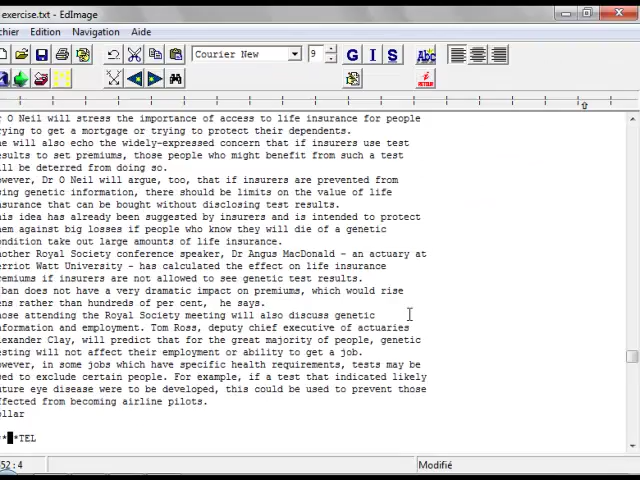 exercise.txt - EdImage
chier Edition Navigation Aide
Courier New 9 G I S Abc
RETOUR
r O Neil will stress the importance of access to life insurance for people
rying to get a mortgage or trying to protect their dependents.
he will also echo the widely-expressed concern that if insurers use test
esults to set premiums, those people who might benefit from such a test
ill be deterred from doing so.
owever, Dr O Neil will argue, too, that if insurers are prevented from
sing genetic information, there should be limits on the value of life
nsurance that can be bought without disclosing test results.
his idea has already been suggested by insurers and is intended to protect
hem against big losses if people who know they will die of a genetic
ondition take out large amounts of life insurance.
nother Royal Society conference speaker, Dr Angus MacDonald - an actuary at
erriot Watt University - has calculated the effect on life insurance
remiums if insurers are not allowed to see genetic test results.
ban does not have a very dramatic impact on premiums, which would rise
ens rather than hundreds of per cent, he says.
hose attending the Royal Society meeting will also discuss genetic
nformation and employment. Tom Ross, deputy chief executive of actuaries
lexander Clay, will predict that for the great majority of people, genetic
esting will not affect their employment or ability to get a job.
owever, in some jobs which have specific health requirements, tests may be
sed to exclude certain people. For example, if a test that indicated likely
uture eye disease were to be developed, this could be used to prevent those
ffected from becoming airline pilots.
ollar
**TEL
52:4 Modifié